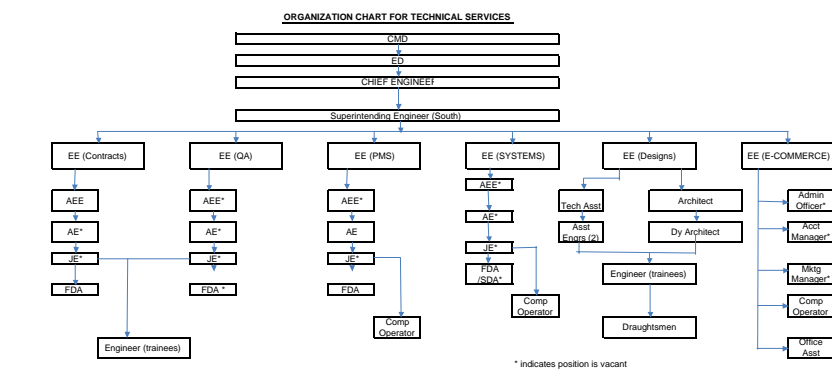 ORGANIZATION CHART FOR TECHNICAL SERVICES
CMD
ED
CHIEF ENGINEER
Superintending Engineer (South)
EE (Contracts)
EE (QA)
EE (PMS)
EE (SYSTEMS)
EE (Designs)
EE (E-COMMERCE)
AEE
AE*
JE*
FDA
AEE*
AE*
JE*
FDA *
Engineer (trainees)
AEE*
AE
JE*
FDA
Comp
Operator
AEE*
AE*
JE*
FDA
/SDA*
Comp
Operator
Tech Asst
Asst
Engrs (2)
Architect
Dy Architect
Engineer (trainees)
Draughtsmen
Admin
Officer*
Acct
Manager*
Mktg
Manager*
Comp
Operator
Office
Asst
* indicates position is vacant